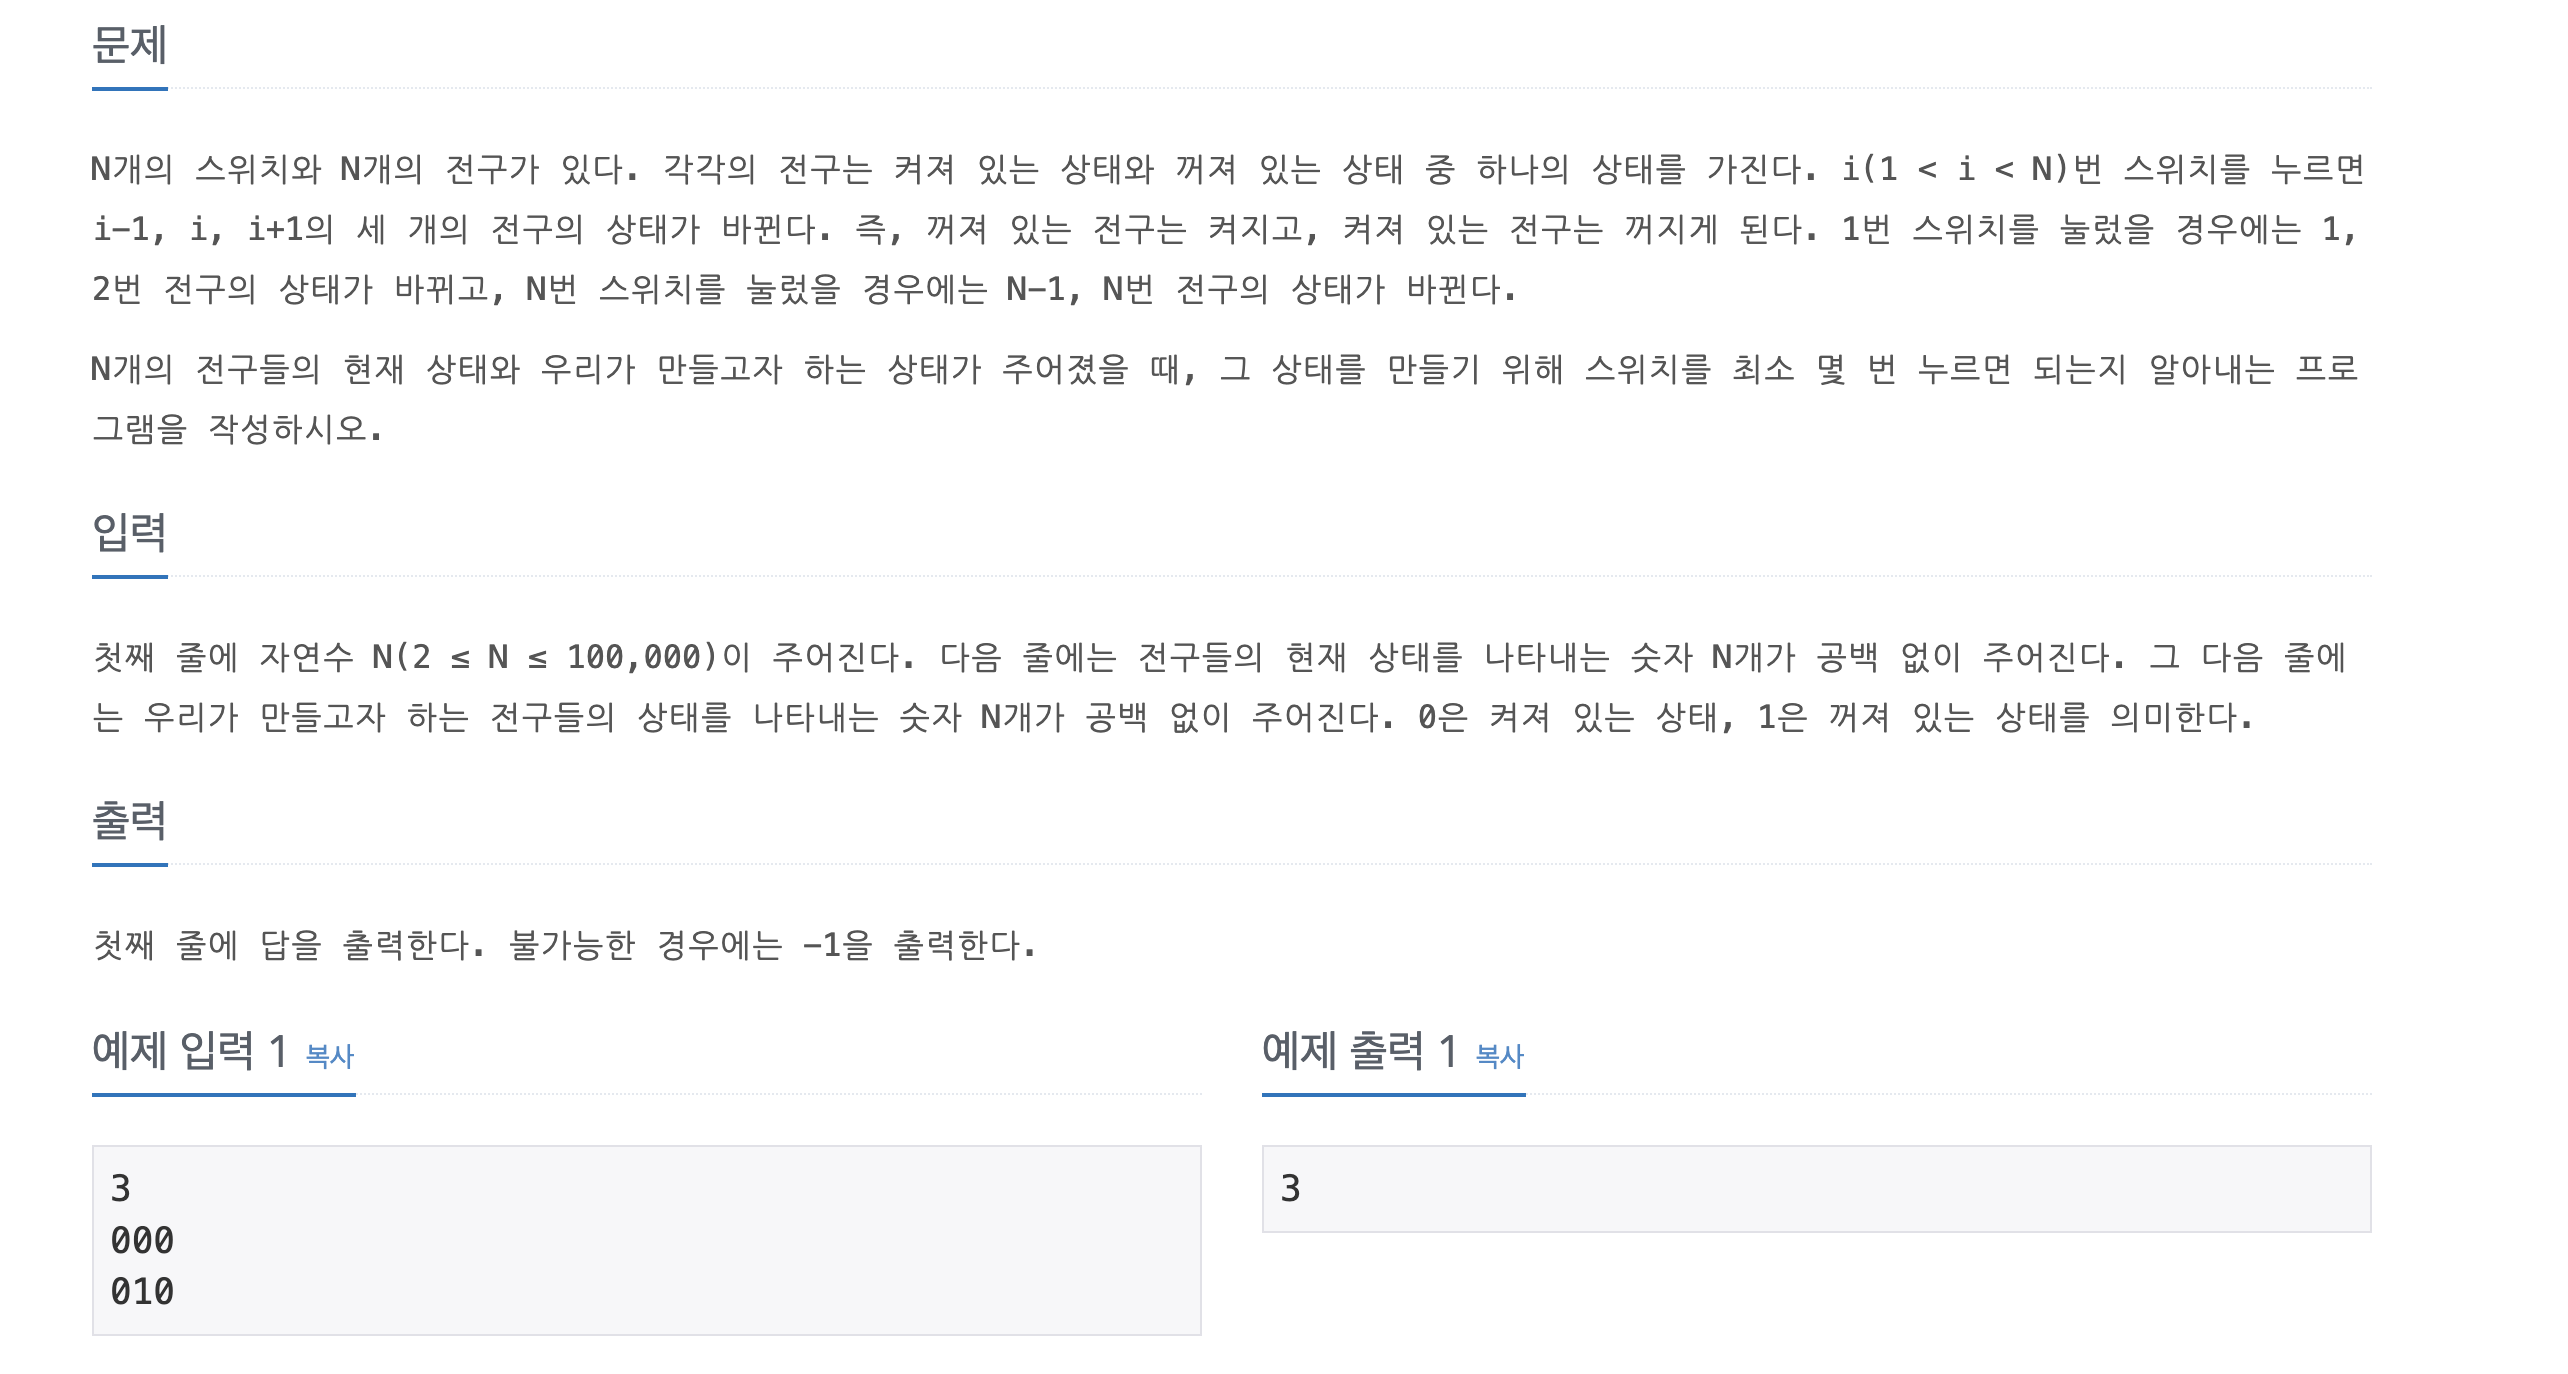 문제
N개의 스위치와 N개의 전구가 있다. 각각의 전구는 켜져 있는 상태와 꺼져 있는 상태 중 하나의 상태를 가진다. i(1 < i < N)번 스위치를 누르면
i-1, i, i+1의 세 개의 전구의 상태가 바뀐다. 즉, 꺼져 있는 전구는 켜지고, 켜져 있는 전구는 꺼지게 된다. 1번 스위치를 눌렀을 경우에는 1,
2번 전구의 상태가 바뀌고, N번 스위치를 눌렀을 경우에는 N-1, N번 전구의 상태가 바뀐다.
N개의 전구들의 현재 상태와 우리가 만들고자 하는 상태가 주어졌을 때, 그 상태를 만들기 위해 스위치를 최소 몇 번 누르면 되는지 알아내는 프로
그램을 작성하시오.
입력
첫째 줄에 자연수 N(2 ≤ N ≤ 100,000)이 주어진다. 다음 줄에는 전구들의 현재 상태를 나타내는 숫자 N개가 공백 없이 주어진다. 그 다음 줄에
는 우리가 만들고자 하는 전구들의 상태를 나타내는 숫자 N개가 공백 없이 주어진다. 0은 켜져 있는 상태, 1은 꺼져 있는 상태를 의미한다.
출력
첫째 줄에 답을 출력한다. 불가능한 경우에는 -1을 출력한다.
예제 입력 1 복사
3
000
010
예제 출력 1 복사
3